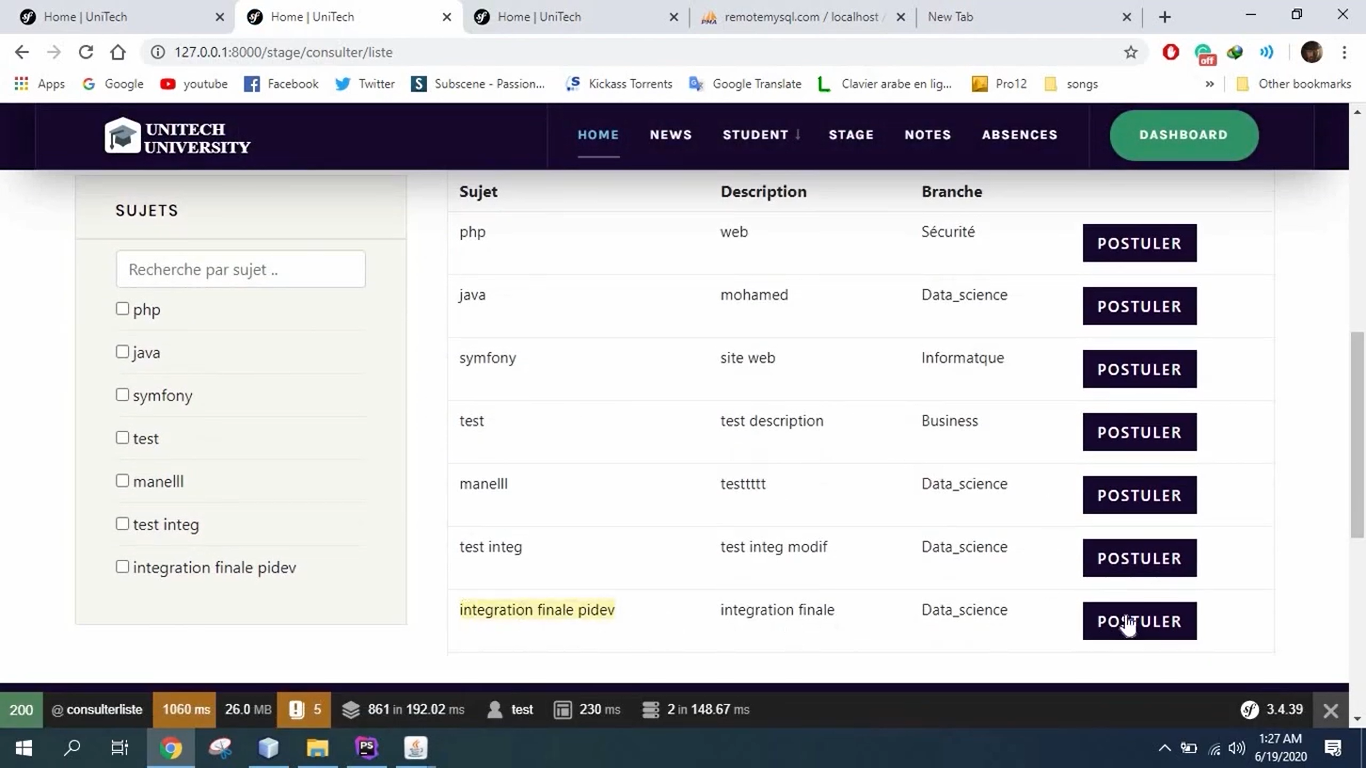 Home | UniTech
Home | UniTech
Home | UniTech
remotemysql.com / localhost /
New Tab
127.0.0.1:8000/stage/consulter/liste
off
Apps
Google
youtube
Facebook
Twitter
Subscene - Passion...
Kickass Torrents
Google Translate
Clavier arabe en lig...
Pro12
songs
»
Other bookmarks
UNITECH
UNIVERSITY
HOME
NEWS
STUDENT
STAGE
NOTES
ABSENCES
DASHBOARD
SUJETS
Recherche par sujet ..
php
java
symfony
test
manelll
test integ
integration finale pidev
Sujet Description Branche
php web Sécurité POSTULER
java mohamed Data_science POSTULER
symfony site web Informatque POSTULER
test test description Business POSTULER
manelll testtttt Data_science POSTULER
test integ test integ modif Data_science POSTULER
integration finale pidev integration finale Data_science POSTULER
200 @ consulterliste 1060 ms 26.0 MB 5 861 in 192.02 ms test 230 ms 2 in 148.67 ms sf 3.4.39
PS
1:27 AM
6/19/2020